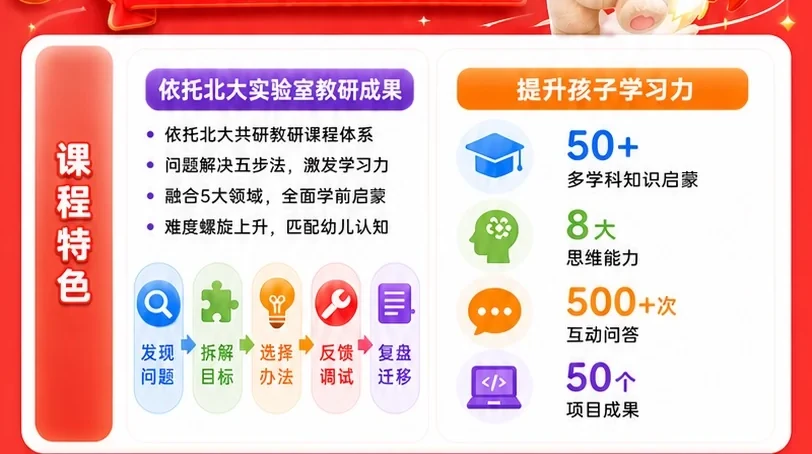 课程特色
依托北大实验室教研成果
依托北大共研教研课程体系
问题解决五步法，激发学习力
融合5大领域，全面学前启蒙
难度螺旋上升，匹配幼儿认知
发现
问题
拆解
目标
选择
办法
反馈
调试
复盘
迁移
提升孩子学习力
50+
多学科知识启蒙
8大
思维能力
500+次
互动问答
</>
50个
项目成果